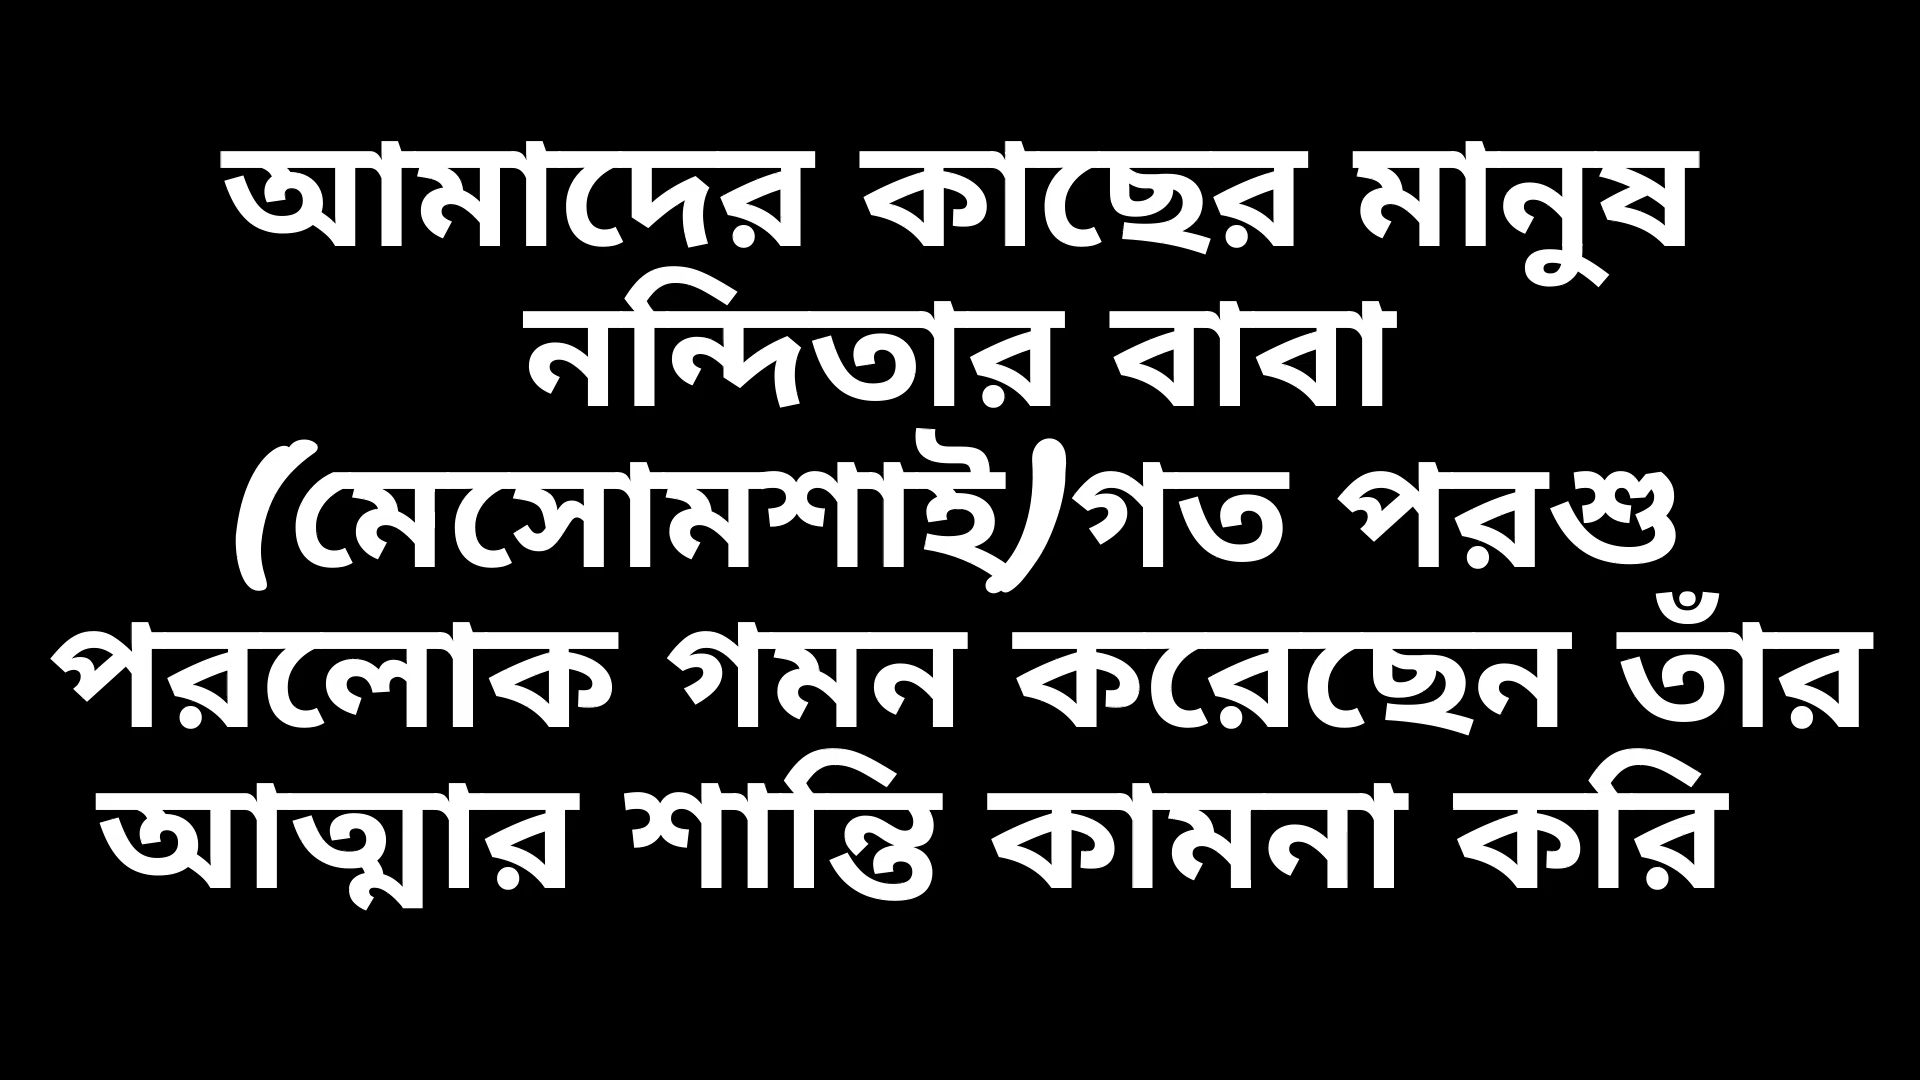 আমাদের কাছের মানুষ
নন্দিতার বাবা
(মেসোমশাই)গত পরশু
পরলোক গমন করেছেন তাঁর
আত্মার শান্তি কামনা করি